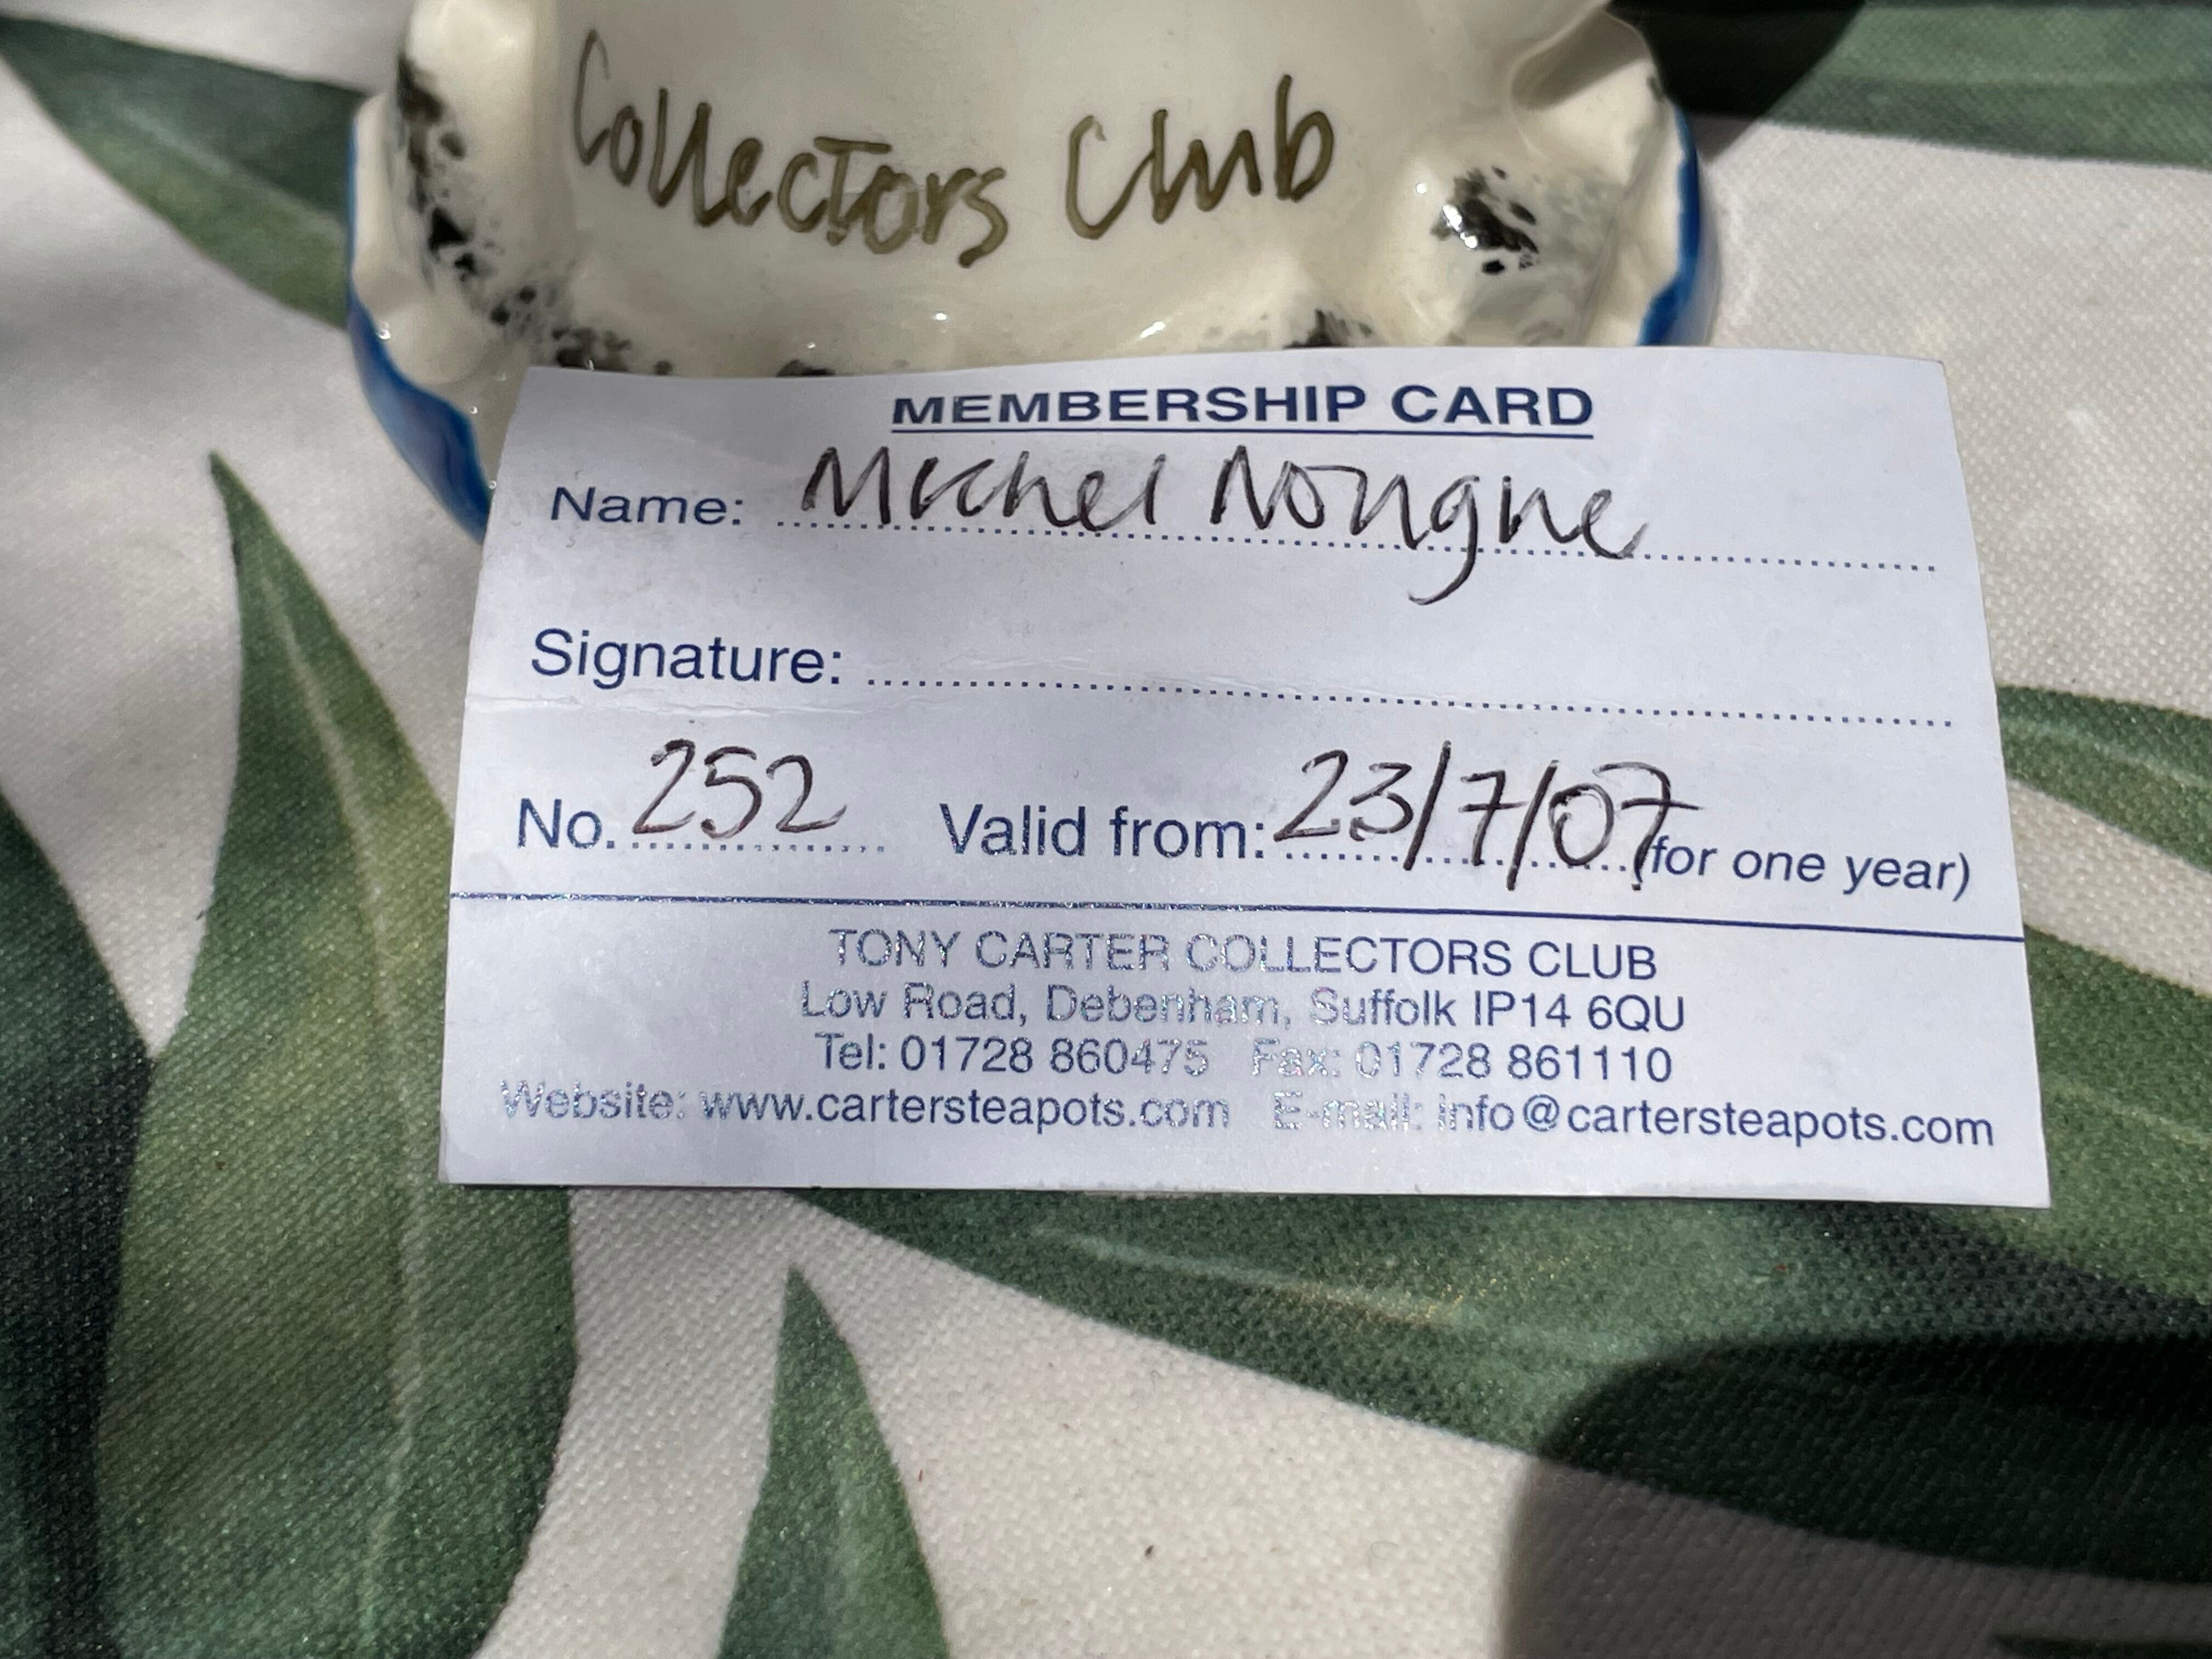 Collectors Club
MEMBERSHIP CARD
Name: Michel Nougne
Signature:
No. 252 Valid from: 23/7/07 (for one year)
TONY CARTER COLLECTORS CLUB
Low Road, Debenham, Suffolk IP14 6QU
Tel: 01728 860475 Fax: 01728 861110
Website: www.cartersteapots.com E-mail: info@cartersteapots.com